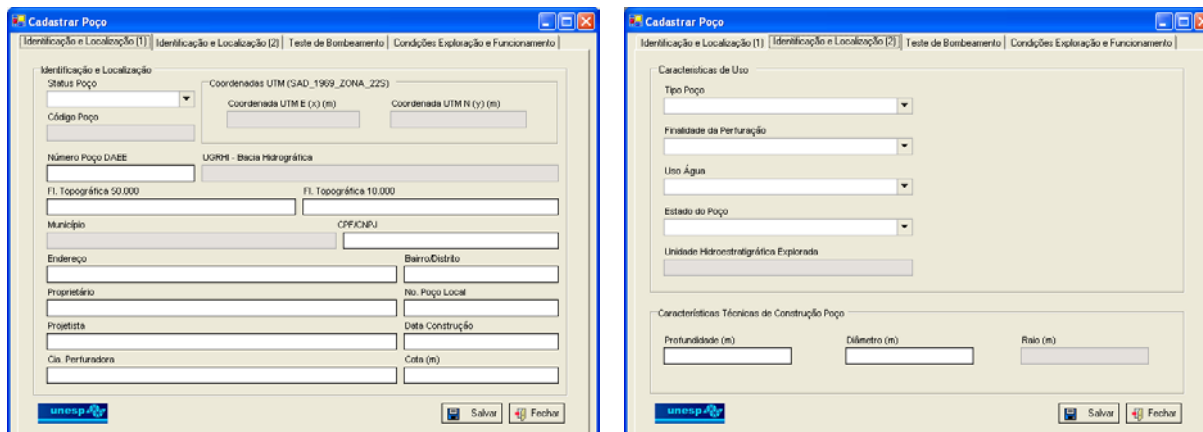 Cadastrar Poço
Identificação e Localização (1) Identificação e Localização (2) Teste de Bombeamento Condições Exploração e Funcionamento
Identificação e Localização
Status Poço
Coordenadas UTM (SAD_1969_ZONA_22S)
Coordenada UTM E (x) (m) Coordenada UTM N (y) (m)
Código Poço
Número Poço DAEE UGRHI - Bacia Hidrográfica
Fl. Topográfica 50.000 Fl. Topográfica 10.000
Município CPF/CNPJ
Endereço Bairro/Distrito
Proprietário No. Poço Local
Projetista Data Construção
Cia. Perfuradora Cota (m)
unesp Salvar Fechar
Cadastrar Poço
Identificação e Localização (1) Identificação e Localização (2) Teste de Bombeamento Condições Exploração e Funcionamento
Características de Uso
Tipo Poço
Finalidade da Perfuração
Uso Água
Estado do Poço
Unidade Hidroestratigráfica Explorada
Características Técnicas de Construção Poço
Profundidade (m) Diâmetro (m) Raio (m)
unesp Salvar Fechar